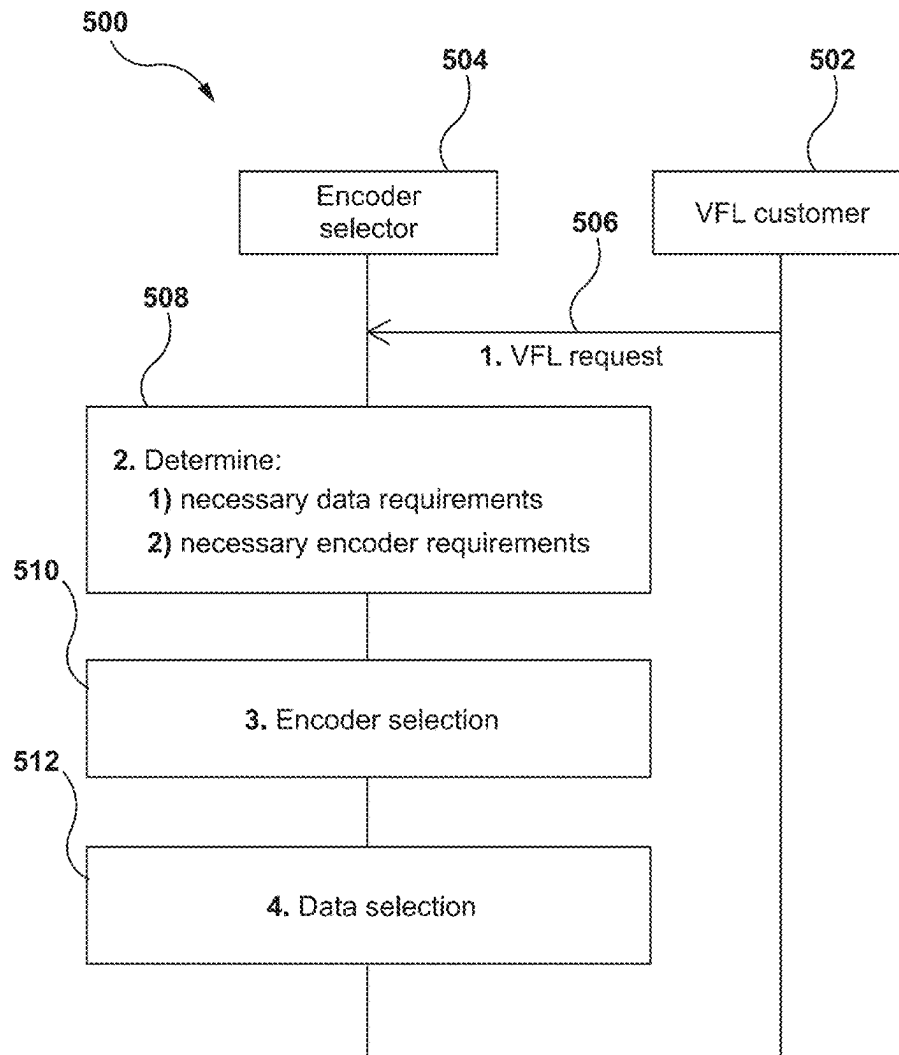 500
504
502
Encoder
selector
VFL customer
506
508
1. VFL request
2. Determine:
1) necessary data requirements
2) necessary encoder requirements
510
3. Encoder selection
512
4. Data selection